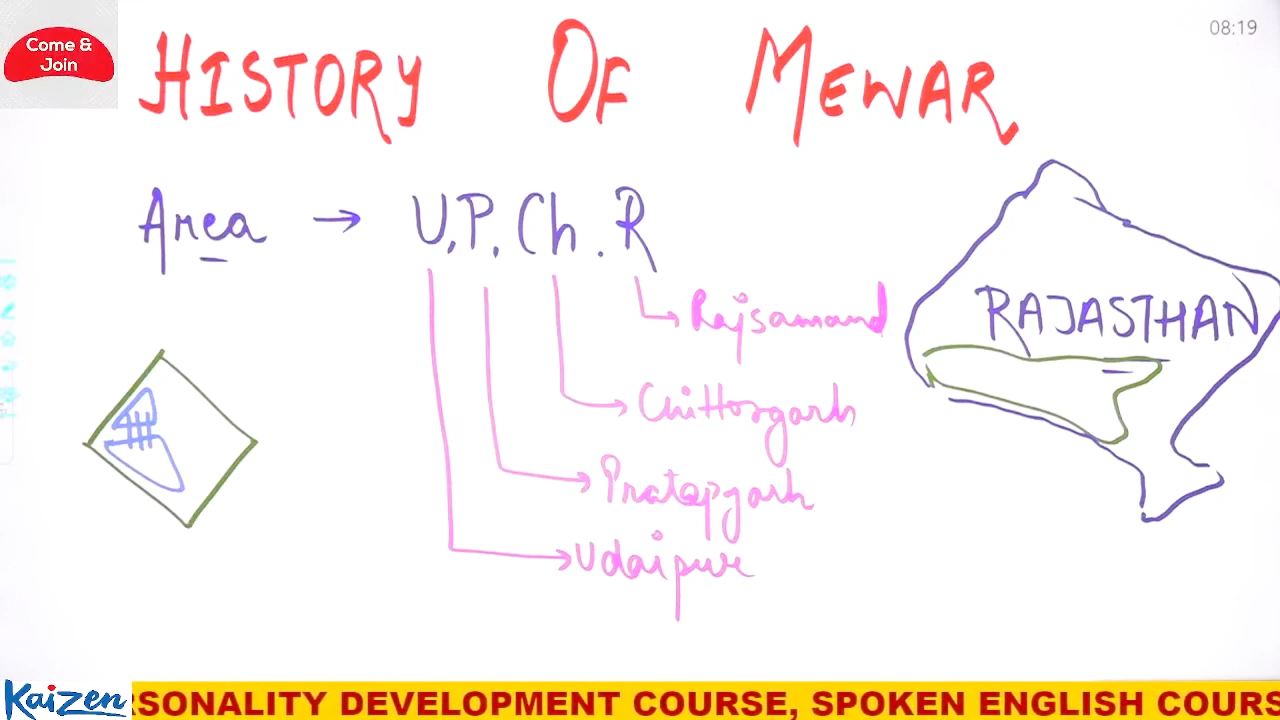 Come &
Join
08:19
HISTORY OF MEWAR
Area → U.P.Ch.R
Rajsamand
RAJASTHAN
Chittorgarh
Pratapgarh
Udaipur
Kaizen
RSONALITY DEVELOPMENT COURSE, SPOKEN ENGLISH COURS